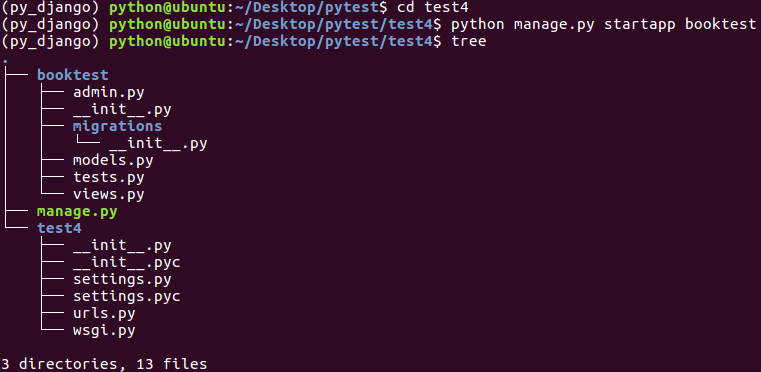 (py_django) python@ubuntu:~/Desktop/pytest$ cd test4
(py_django) python@ubuntu:~/Desktop/pytest/test4$ python manage.py startapp booktest
(py_django) python@ubuntu:~/Desktop/pytest/test4$ tree
.
├── booktest
│   ├── admin.py
│   ├── __init__.py
│   ├── migrations
│   │   └── __init__.py
│   ├── models.py
│   ├── tests.py
│   └── views.py
├── manage.py
└── test4
    ├── __init__.py
    ├── __init__.pyc
    ├── settings.py
    ├── settings.pyc
    ├── urls.py
    └── wsgi.py
3 directories, 13 files